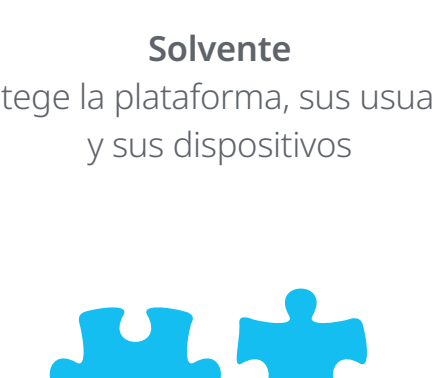 Solvente
tege la plataforma, sus usua
y sus dispositivos